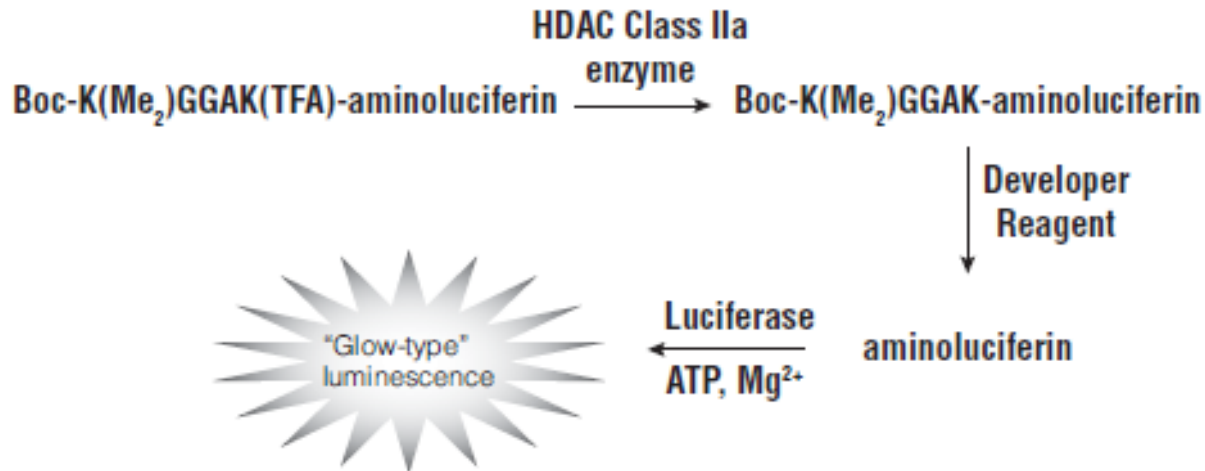 HDAC Class IIa
enzyme
Boc-K(Me₂)GGAK(TFA)-aminoluciferin
Boc-K(Me₂)GGAK-aminoluciferin
Developer
Reagent
aminoluciferin
Luciferase
ATP, Mg²⁺
“Glow-type”
luminescence